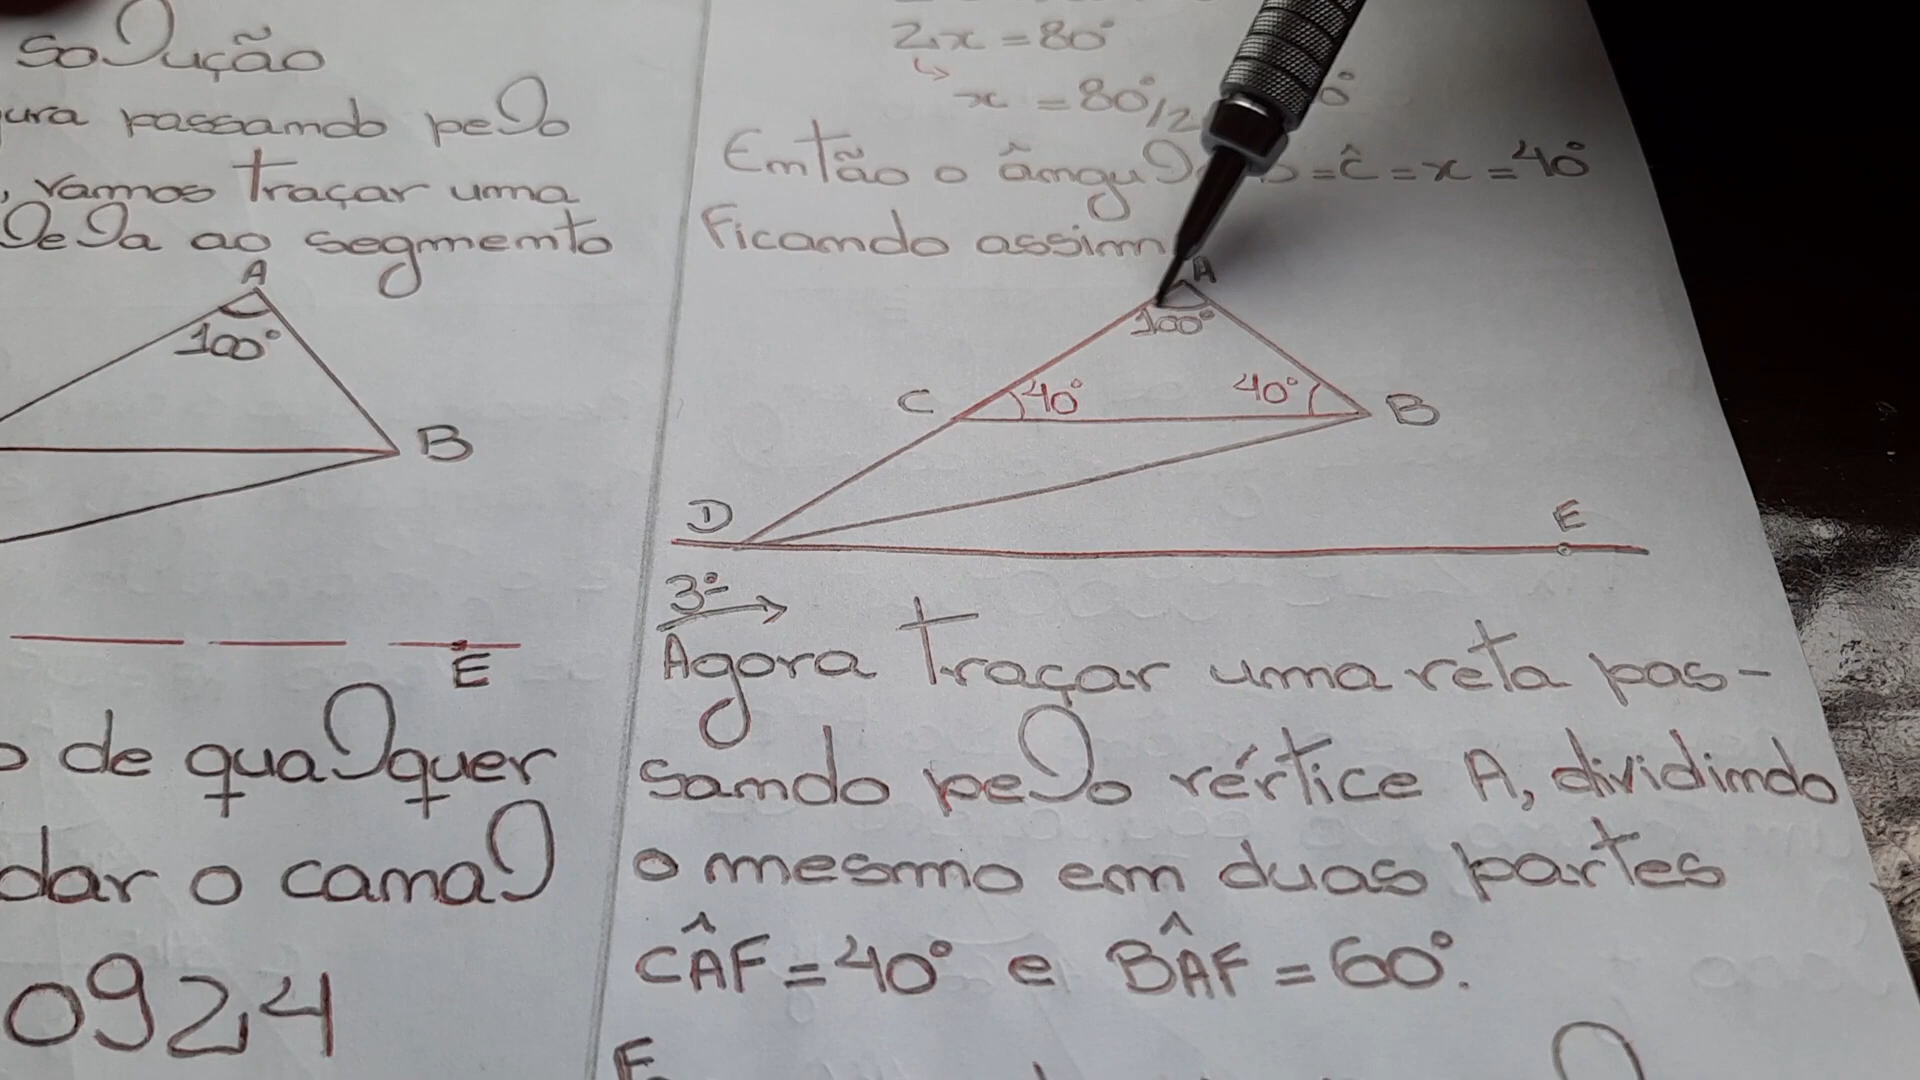 Solução
ura passando pelo
, vamos traçar uma
lela ao segmento
A
100°
B
E
o de qualquer
dar o canal
0924
2.x = 80°
x = 80°/2
Então o ângulo = Ĉ = x = 40°
Ficando assim
A
100°
C 40° 40° B
D
E
3º
Agora traçar uma reta pas-
sando pelo vértice A, dividindo
o mesmo em duas partes
CÂF = 40° e BÂF = 60°.
F